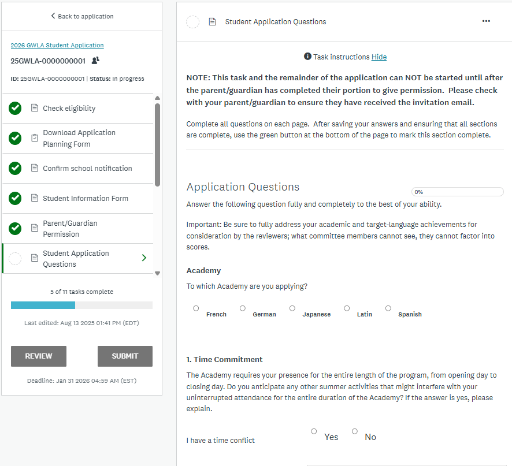 Back to application
2026 GWLA Student Application
25GWLA-0000000001
ID: 25GWLA-0000000001 | Status: In progress
Check eligibility
Download Application
Planning Form
Confirm school notification
Student Information Form
Parent/Guardian
Permission
Student Application
Questions
5 of 11 tasks complete
Last edited: Aug 13 2025 01:41 PM (EDT)
REVIEW
SUBMIT
Deadline: Jan 31 2026 04:59 AM (EST)
Student Application Questions
Task instructions Hide
NOTE: This task and the remainder of the application can NOT be started until after
the parent/guardian has completed their portion to give permission. Please check
with your parent/guardian to ensure they have received the invitation email.
Complete all questions on each page. After saving your answers and ensuring that all sections
are complete, use the green button at the bottom of the page to mark this section complete.
Application Questions
0%
Answer the following question fully and completely to the best of your ability.
Important: Be sure to fully address your academic and target-language achievements for
consideration by the reviewers; what committee members cannot see, they cannot factor into
scores.
Academy
To which Academy are you applying?
French German Japanese Latin Spanish
1. Time Commitment
The Academy requires your presence for the entire length of the program, from opening day to
closing day. Do you anticipate any other summer activities that might interfere with your
uninterrupted attendance for the entire duration of the Academy? If the answer is yes, please
explain.
I have a time conflict
Yes No